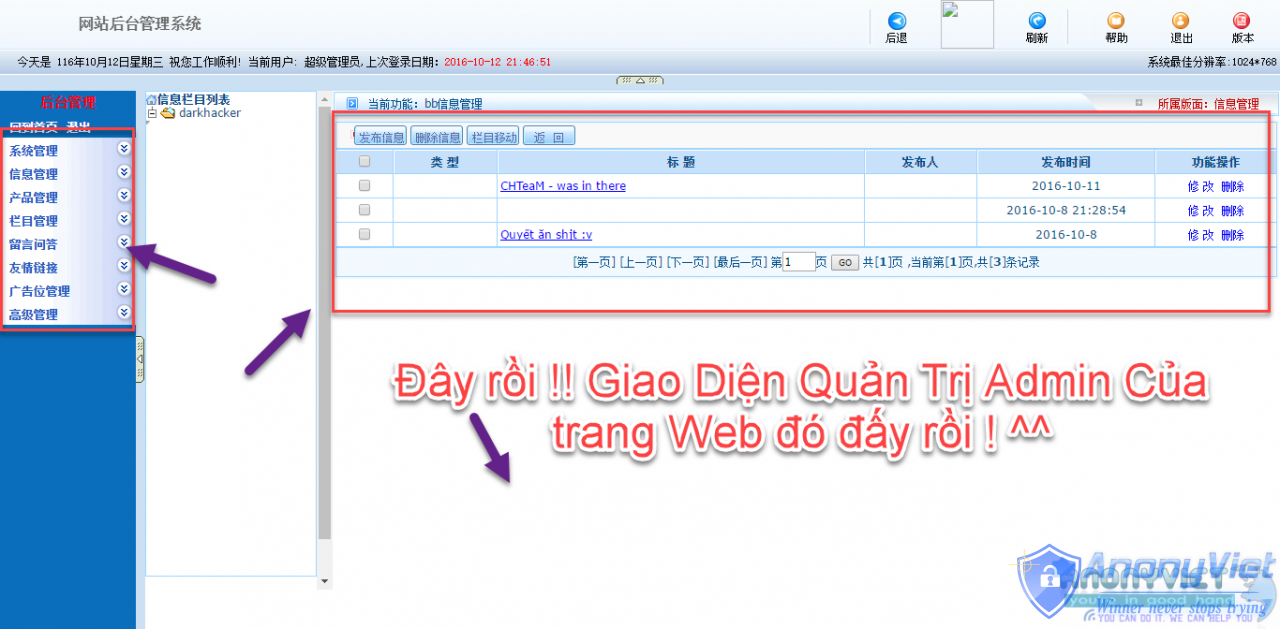 网站后台管理系统
后退
刷新
帮助
退出
版本
今天是 116年10月12日星期三 祝您工作顺利! 当前用户: 超级管理员, 上次登录日期: 2016-10-12 21:46:51
系统最佳分辨率:1024*768
后台管理
回到首页 退出
系统管理
信息管理
产品管理
栏目管理
留言问答
友情链接
广告位管理
高级管理
信息栏目列表
darkhacker
当前功能: bb信息管理
所属版面: 信息管理
发布信息 删除信息 栏目移动 返 回
类 型 标 题 发布人 发布时间 功能操作
CHTeaM - was in there 2016-10-11 修 改 删除
2016-10-8 21:28:54 修 改 删除
Quyết ăn shịt :v 2016-10-8 修 改 删除
[第一页] [上一页] [下一页] [最后一页] 第 1 页 GO 共[1]页 ,当前第[1]页,共[3]条记录
Đây rồi !! Giao Diện Quản Trị Admin Của
trang Web đó đấy rồi ! ^^
AnonyViet
ANONYVIET
you're in good hand
Winner never stops trying
YOU CAN DO IT. WE CAN HELP YOU